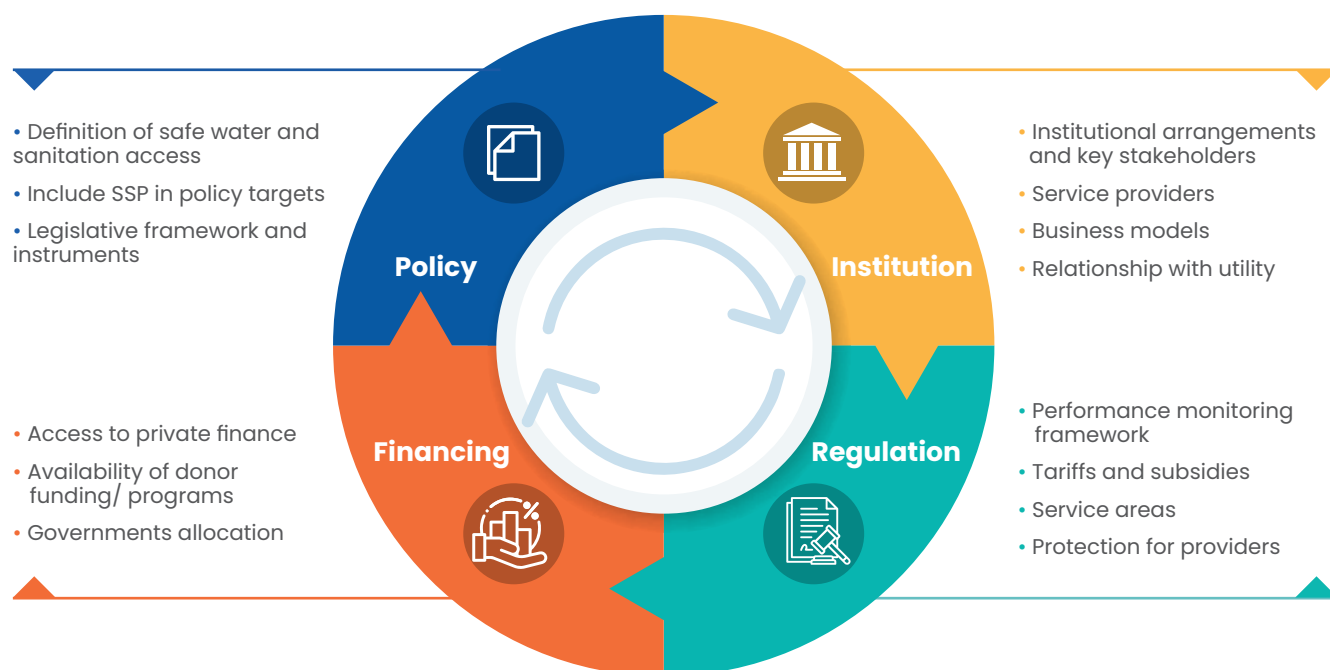 • Definition of safe water and
sanitation access
• Include SSP in policy targets
• Legislative framework and
instruments
Policy
Institution
• Institutional arrangements
and key stakeholders
• Service providers
• Business models
• Relationship with utility
• Access to private finance
• Availability of donor
funding/ programs
• Governments allocation
Financing
%
Regulation
• Performance monitoring
framework
• Tariffs and subsidies
• Service areas
• Protection for providers